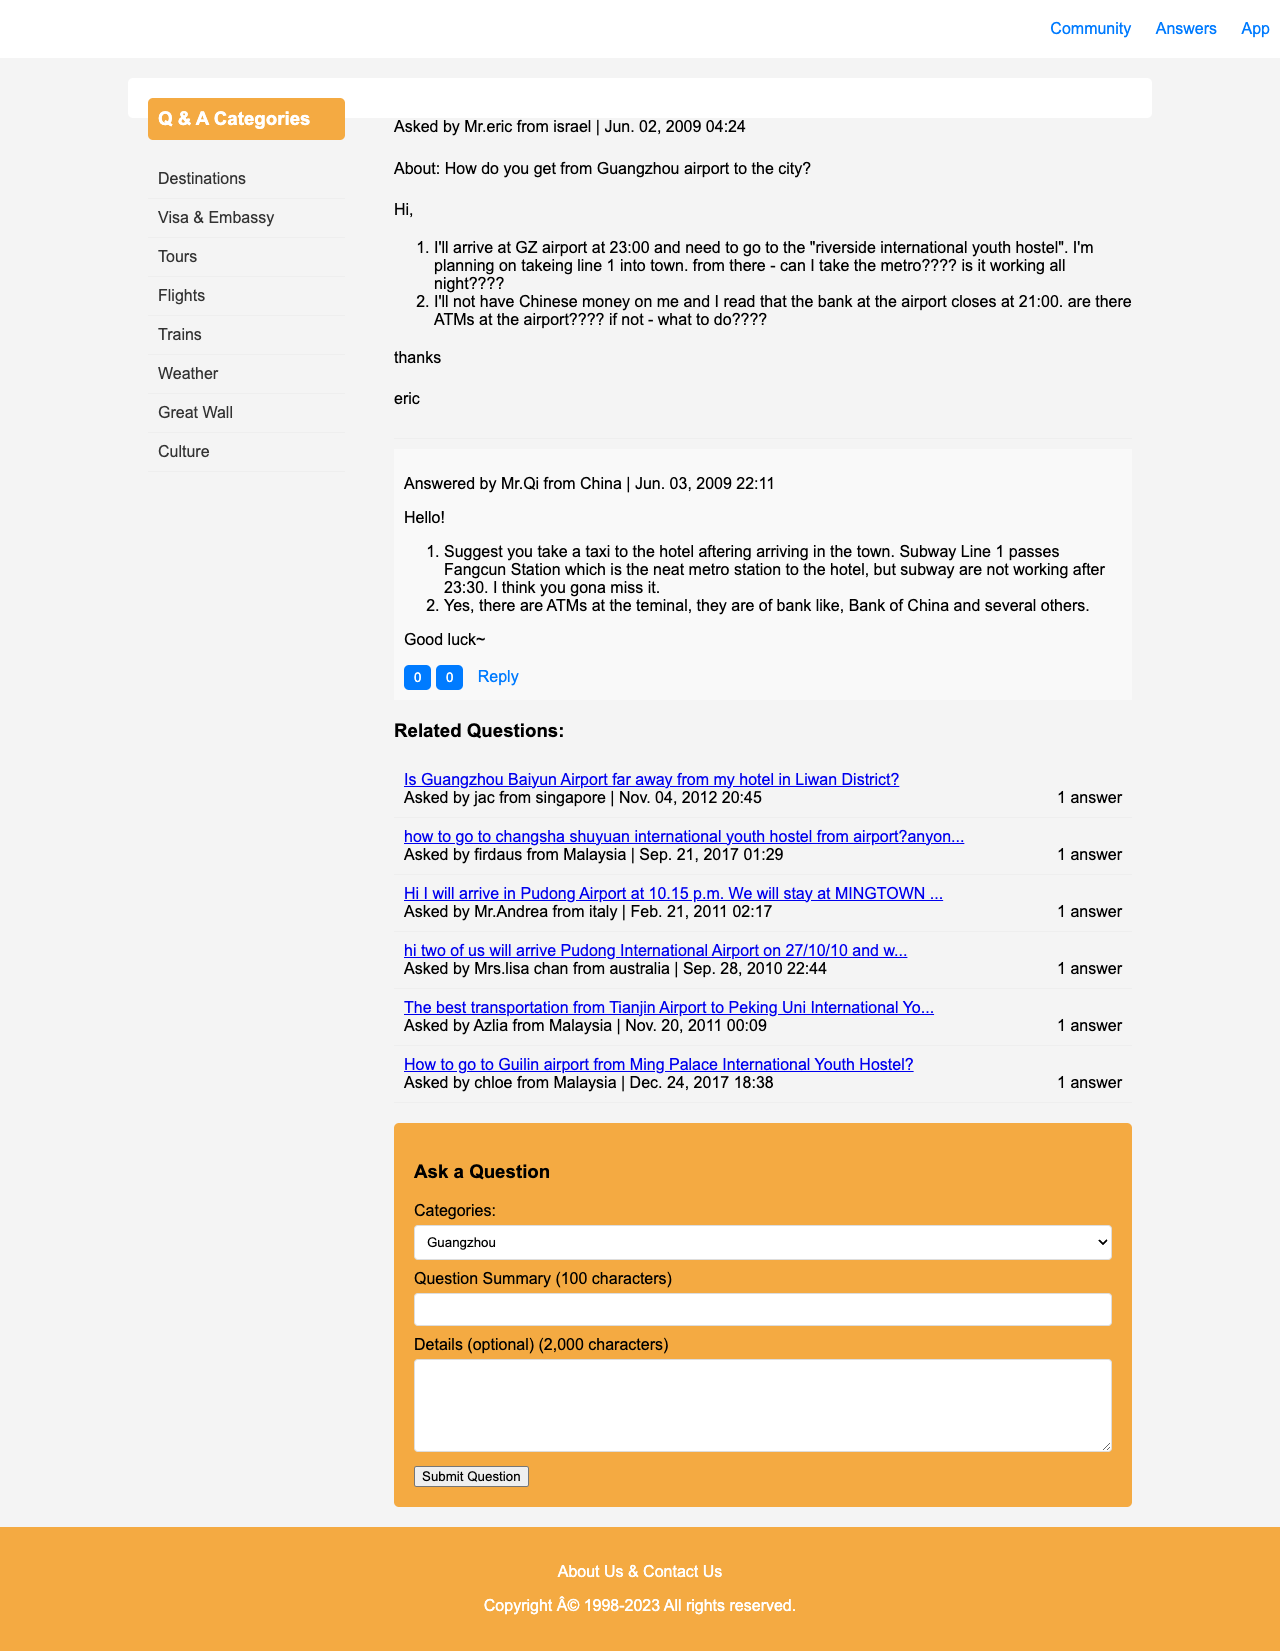 Community Answers App
Q & A Categories
Destinations
Visa & Embassy
Tours
Flights
Trains
Weather
Great Wall
Culture
Asked by Mr.eric from israel | Jun. 02, 2009 04:24
About: How do you get from Guangzhou airport to the city?
Hi,
1. I'll arrive at GZ airport at 23:00 and need to go to the "riverside international youth hostel". I'm
planning on takeing line 1 into town. from there - can I take the metro???? is it working all
night????
2. I'll not have Chinese money on me and I read that the bank at the airport closes at 21:00. are there
ATMs at the airport???? if not - what to do????
thanks
eric
Answered by Mr.Qi from China | Jun. 03, 2009 22:11
Hello!
1. Suggest you take a taxi to the hotel aftering arriving in the town. Subway Line 1 passes
Fangcun Station which is the neat metro station to the hotel, but subway are not working after
23:30. I think you gona miss it.
2. Yes, there are ATMs at the teminal, they are of bank like, Bank of China and several others.
Good luck~
0 0 Reply
Related Questions:
Is Guangzhou Baiyun Airport far away from my hotel in Liwan District?
Asked by jac from singapore | Nov. 04, 2012 20:45 1 answer
how to go to changsha shuyuan international youth hostel from airport?anyon...
Asked by firdaus from Malaysia | Sep. 21, 2017 01:29 1 answer
Hi I will arrive in Pudong Airport at 10.15 p.m. We will stay at MINGTOWN ...
Asked by Mr.Andrea from italy | Feb. 21, 2011 02:17 1 answer
hi two of us will arrive Pudong International Airport on 27/10/10 and w...
Asked by Mrs.lisa chan from australia | Sep. 28, 2010 22:44 1 answer
The best transportation from Tianjin Airport to Peking Uni International Yo...
Asked by Azlia from Malaysia | Nov. 20, 2011 00:09 1 answer
How to go to Guilin airport from Ming Palace International Youth Hostel?
Asked by chloe from Malaysia | Dec. 24, 2017 18:38 1 answer
Ask a Question
Categories:
Guangzhou
Question Summary (100 characters)
Details (optional) (2,000 characters)
Submit Question
About Us & Contact Us
Copyright Â© 1998-2023 All rights reserved.